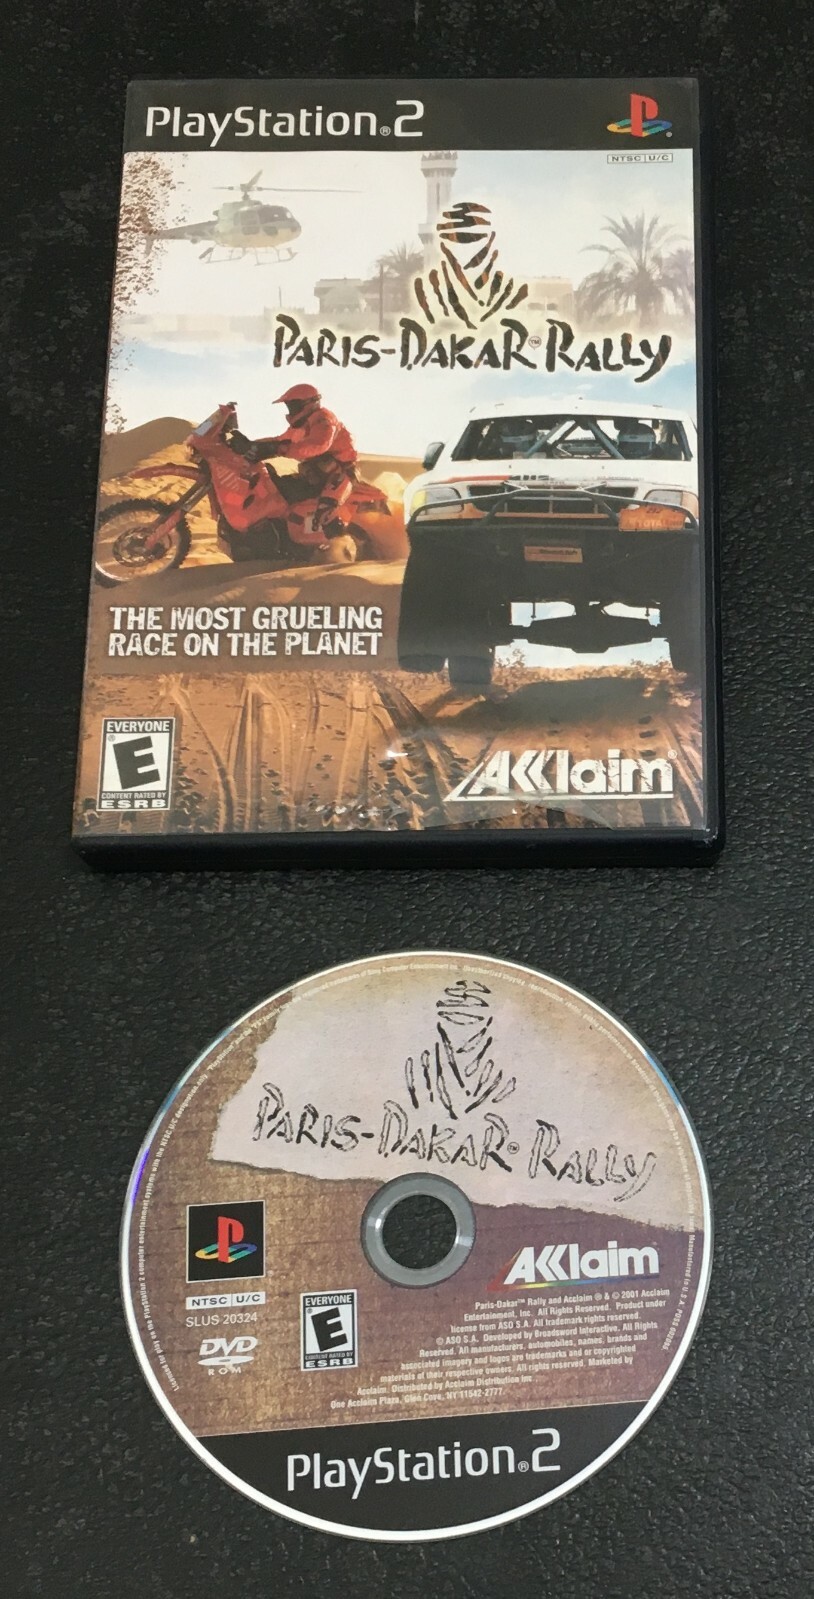 PlayStation®2
NTSC U/C
PARIS-DAKAR™ RALLY
THE MOST GRUELING
RACE ON THE PLANET
EVERYONE
E
CONTENT RATED BY
ESRB
AKklaim®
PARIS-DAKAR™ RALLY
AKklaim
NTSC U/C
SLUS 20324
DVD
ROM
EVERYONE
E
CONTENT RATED BY
ESRB
Paris-Dakar™ Rally and Acclaim ® & © 2001 Acclaim
Entertainment, Inc. All Rights Reserved. Product under
license from ASO S.A. All trademark rights reserved.
© ASO S.A. Developed by Broadsword Interactive. All Rights
Reserved. All manufacturers, automobiles, names, brands and
associated imagery and logos are trademarks and or copyrighted
materials of their respective owners. All rights reserved. Marketed by
Acclaim. Distributed by Acclaim Distribution Inc.
One Acclaim Plaza, Glen Cove, NY 11542-2777.
PlayStation®2